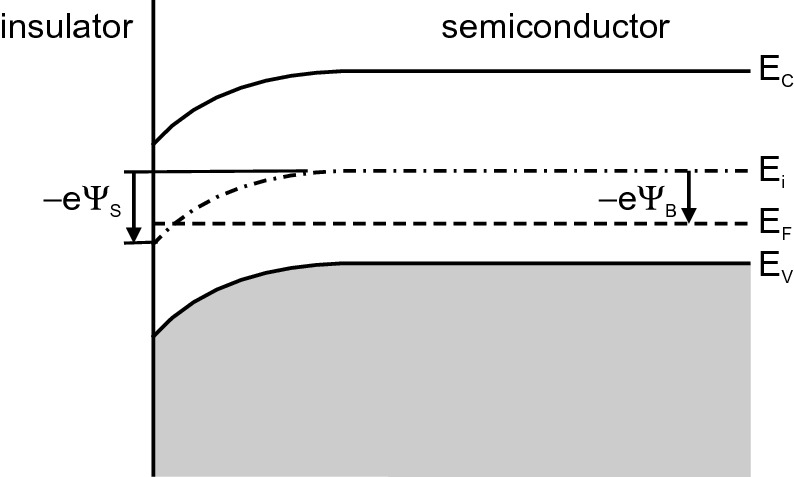 insulator
semiconductor
E_C
E_i
−eΨ_S
−eΨ_B
E_F
E_V